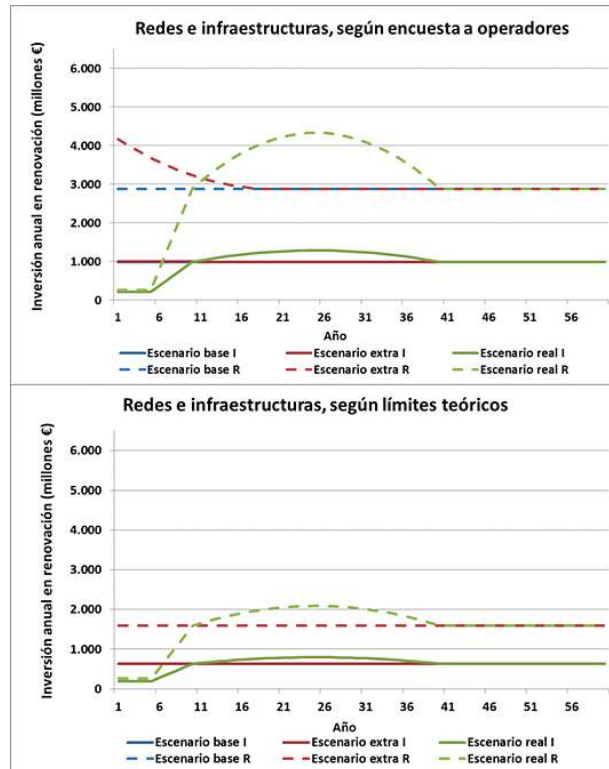 Redes e infraestructuras, según encuesta a operadores
Inversión anual en renovación (millones €)
6.000
5.000
4.000
3.000
2.000
1.000
0
1 6 11 16 21 26 31 36 41 46 51 56
Año
Escenario base I Escenario extra I Escenario real I
Escenario base R Escenario extra R Escenario real R
Redes e infraestructuras, según límites teóricos
Inversión anual en renovación (millones €)
6.000
5.000
4.000
3.000
2.000
1.000
0
1 6 11 16 21 26 31 36 41 46 51 56
Año
Escenario base I Escenario extra I Escenario real I
Escenario base R Escenario extra R Escenario real R